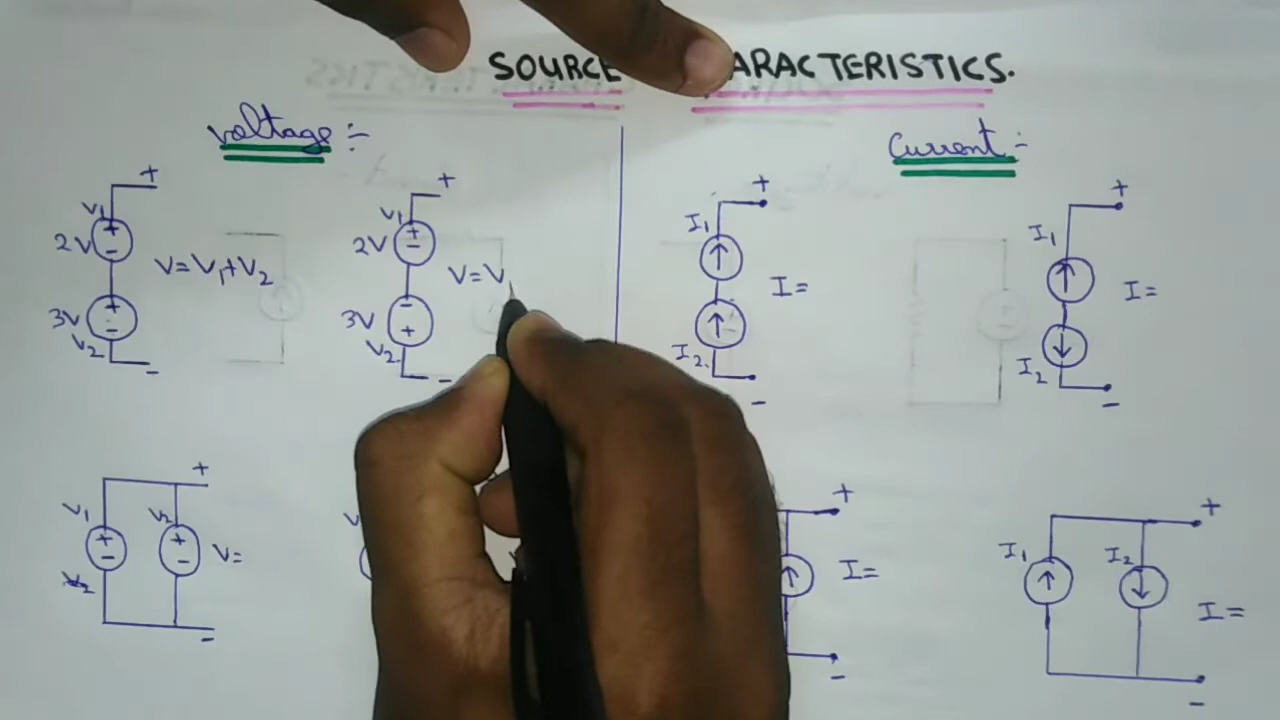 SOURCE ARACTERISTICS.
voltage :-
Current :-
+
V1
2V
+
-
V=V1+V2
+
-
3V
V2
-
+
V1
2V
+
-
V=V
-
+
3V
V2
-
+
I1
I=
I2
-
+
I1
I=
I2
-
+
V1
V2
+
-
+
-
V=
-
+
I=
-
+
I1
I2
I=
-